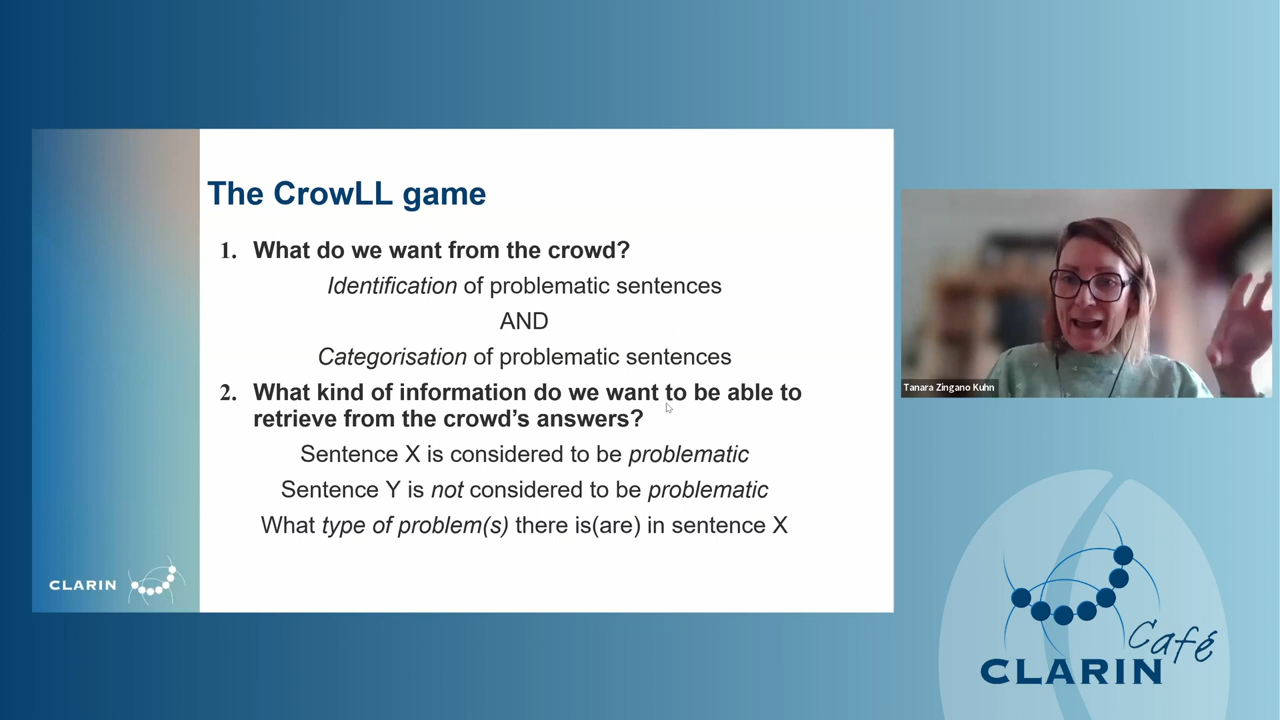 The CrowLL game
1. What do we want from the crowd?
Identification of problematic sentences
AND
Categorisation of problematic sentences
2. What kind of information do we want to be able to
retrieve from the crowd's answers?
Sentence X is considered to be problematic
Sentence Y is not considered to be problematic
What type of problem(s) there is(are) in sentence X
CLARIN
Tanara Zingano Kuhn
Café
CLARIN